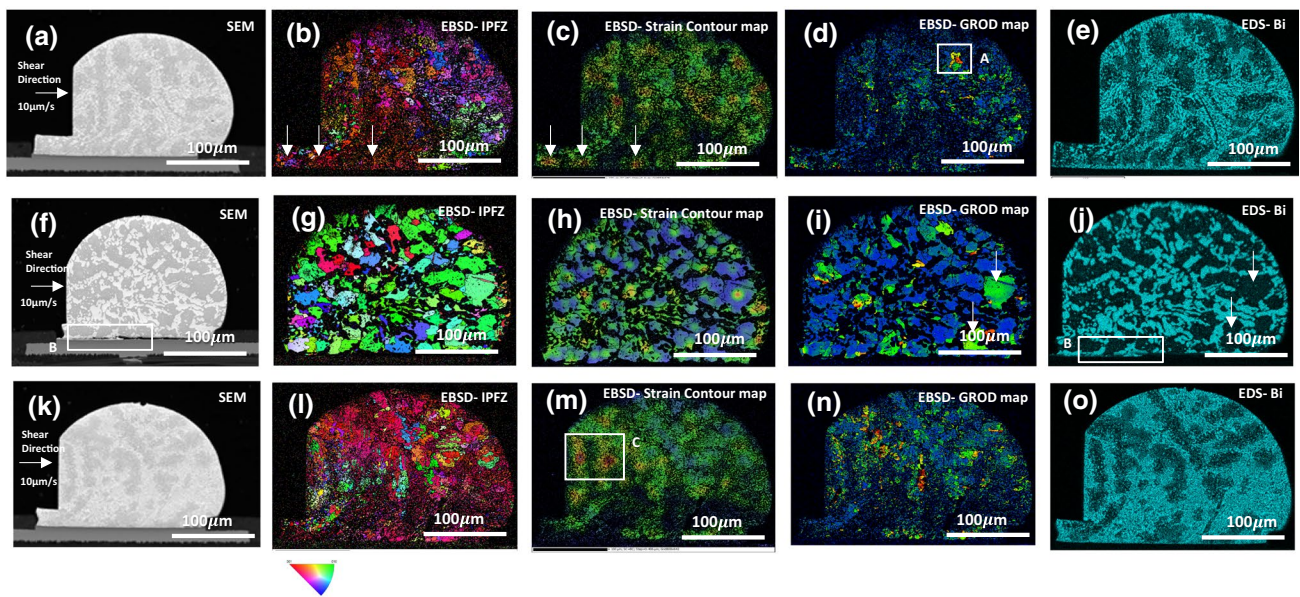 (a)
SEM
Shear
Direction
10μm/s
100μm
(b)
EBSD- IPFZ
100μm
(c)
EBSD- Strain Contour map
100μm
(d)
EBSD- GROD map
A
100μm
(e)
EDS- Bi
100μm
(f)
SEM
Shear
Direction
10μm/s
B
100μm
(g)
EBSD- IPFZ
100μm
(h)
EBSD- Strain Contour map
100μm
(i)
EBSD- GROD map
100μm
(j)
EDS- Bi
B
100μm
(k)
SEM
Shear
Direction
10μm/s
100μm
(l)
EBSD- IPFZ
100μm
(m)
EBSD- Strain Contour map
C
100μm
(n)
EBSD- GROD map
100μm
(o)
EDS- Bi
100μm